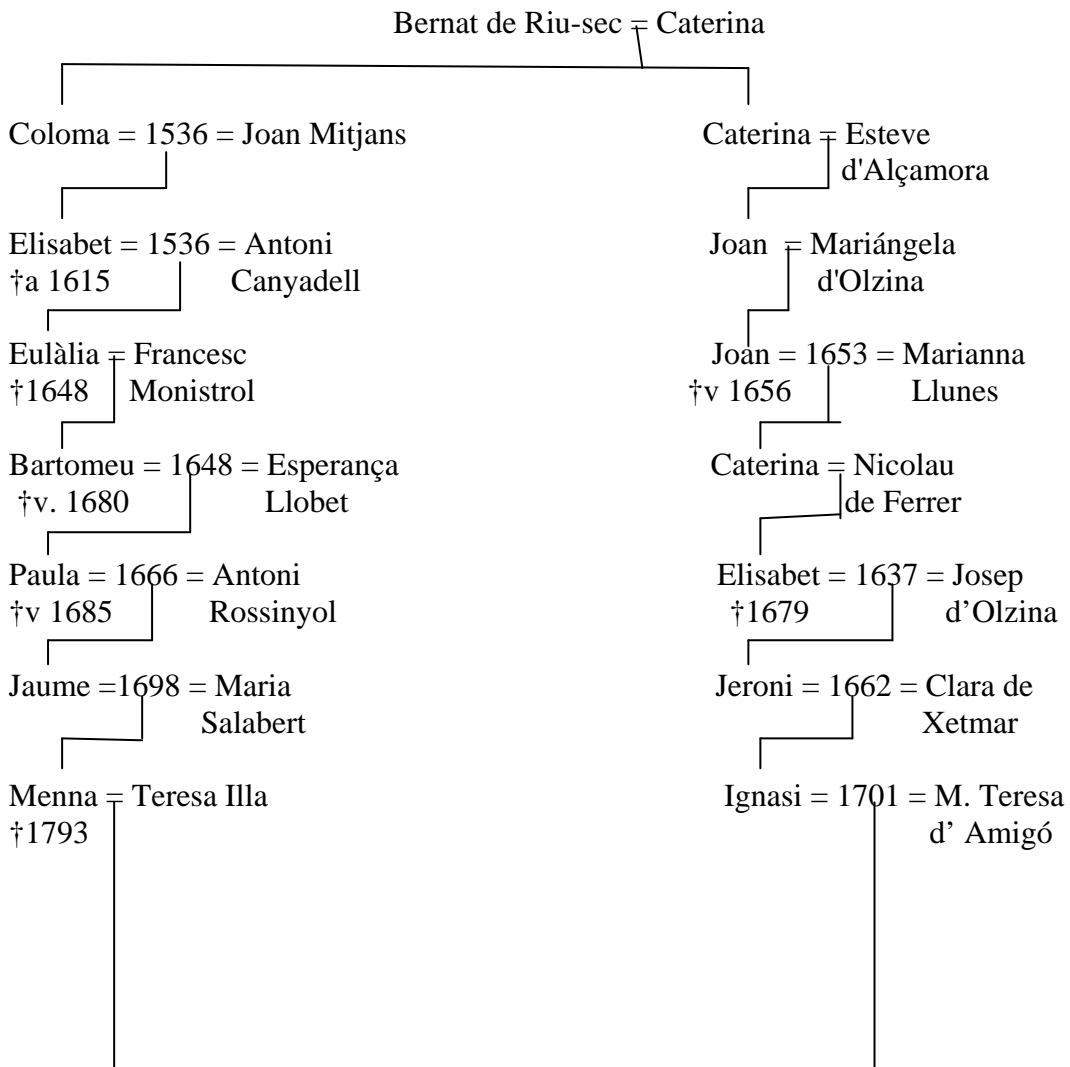 Bernat de Riu-sec = Caterina
Coloma = 1536 = Joan Mitjans
Caterina = Esteve
d'Alçamora
Elisabet = 1536 = Antoni
†a 1615 Canyadell
Joan = Mariángela
d'Olzina
Eulàlia = Francesc
†1648 Monistrol
Joan = 1653 = Marianna
†v 1656 Llunes
Bartomeu = 1648 = Esperança
†v. 1680 Llobet
Caterina = Nicolau
de Ferrer
Paula = 1666 = Antoni
†v 1685 Rossinyol
Elisabet = 1637 = Josep
†1679 d’Olzina
Jaume =1698 = Maria
Salabert
Jeroni = 1662 = Clara de
Xetmar
Menna = Teresa Illa
†1793
Ignasi = 1701 = M. Teresa
d’ Amigó